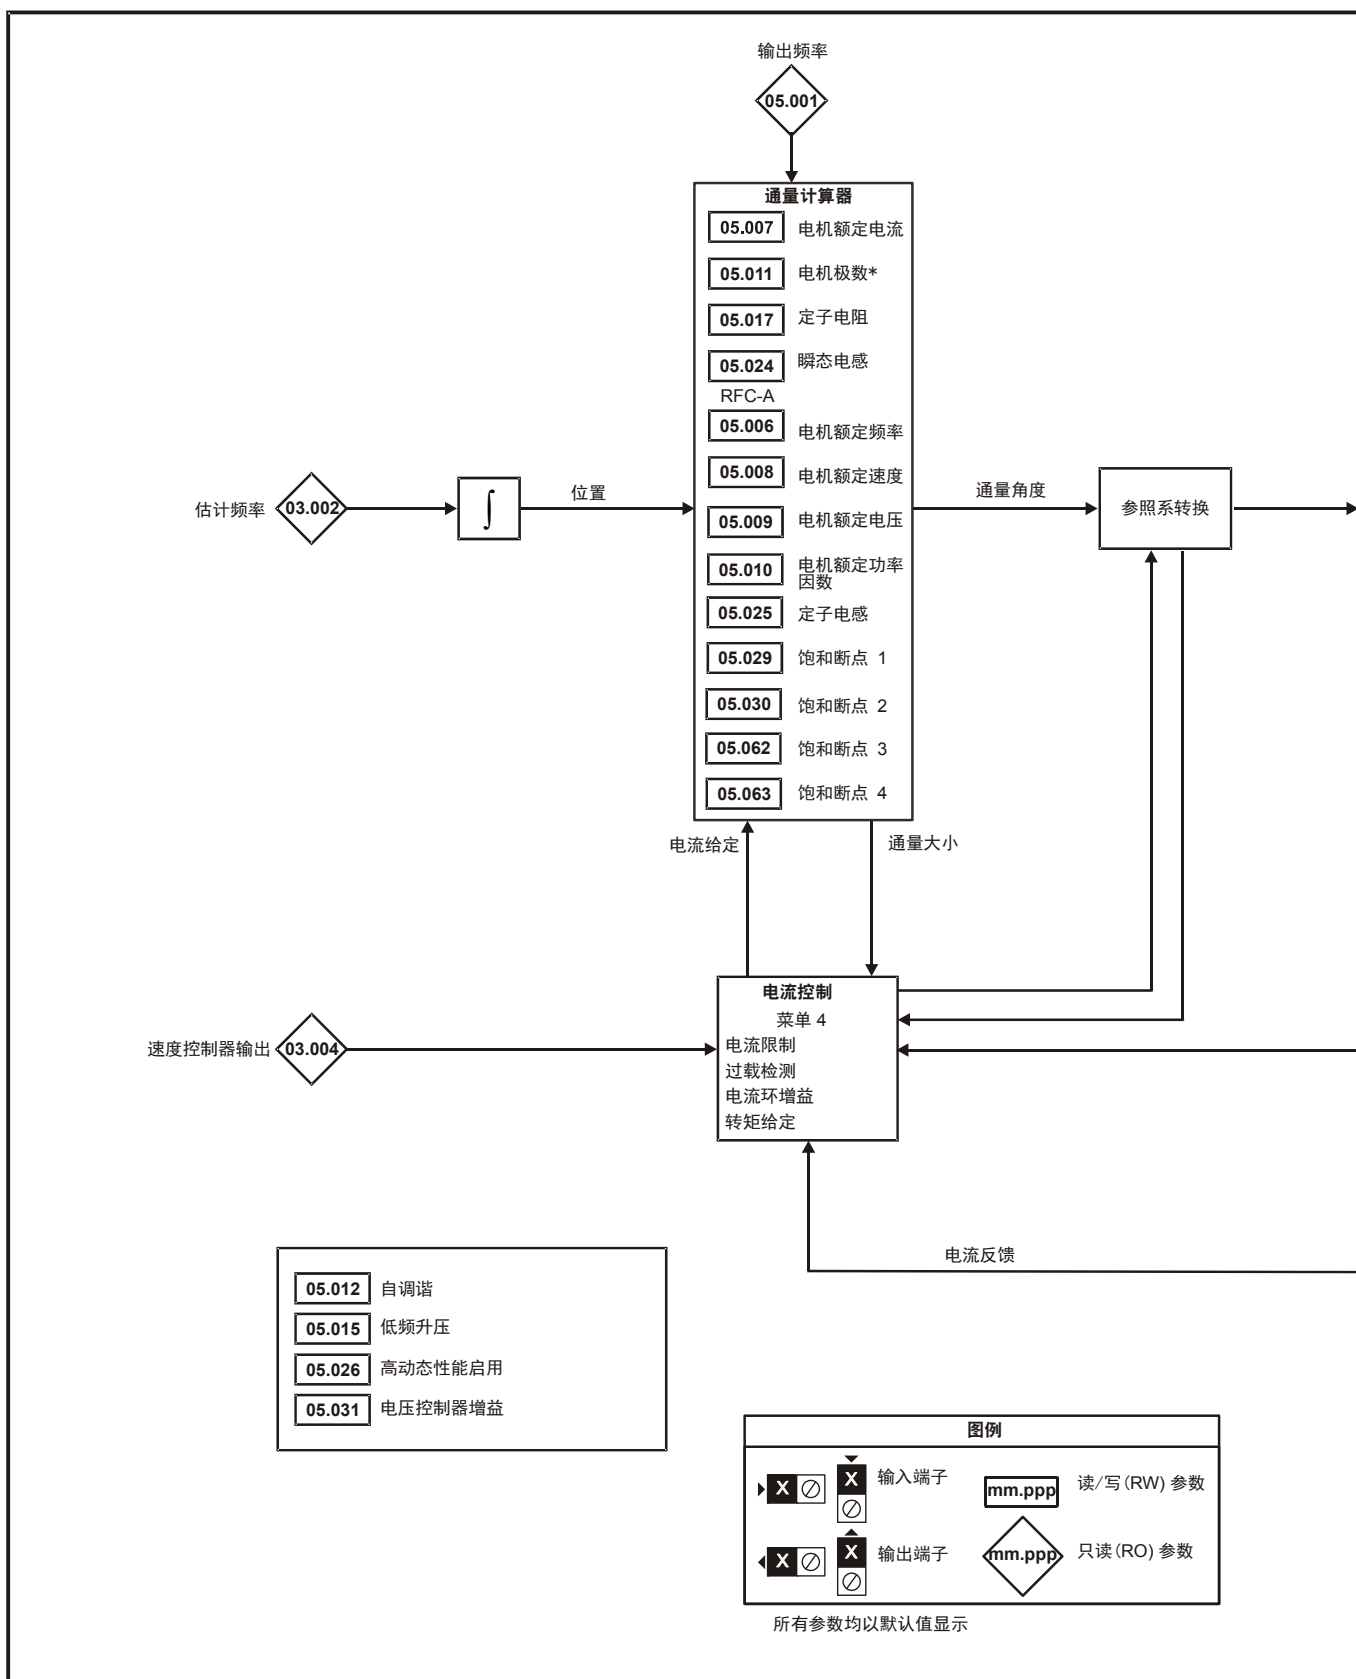 输出频率
05.001
通量计算器
05.007 电机额定电流
05.011 电机极数*
05.017 定子电阻
05.024 瞬态电感
RFC-A
05.006 电机额定频率
05.008 电机额定速度
05.009 电机额定电压
05.010 电机额定功率
因数
05.025 定子电感
05.029 饱和断点 1
05.030 饱和断点 2
05.062 饱和断点 3
05.063 饱和断点 4
估计频率 03.002 ∫ 位置
通量角度
参照系转换
电流给定
通量大小
速度控制器输出 03.004
电流控制
菜单 4
电流限制
过载检测
电流环增益
转矩给定
电流反馈
05.012 自调谐
05.015 低频升压
05.026 高动态性能启用
05.031 电压控制器增益
图例
X X 输入端子 mm.ppp 读/写(RW) 参数
X X 输出端子 mm.ppp 只读(RO) 参数
所有参数均以默认值显示